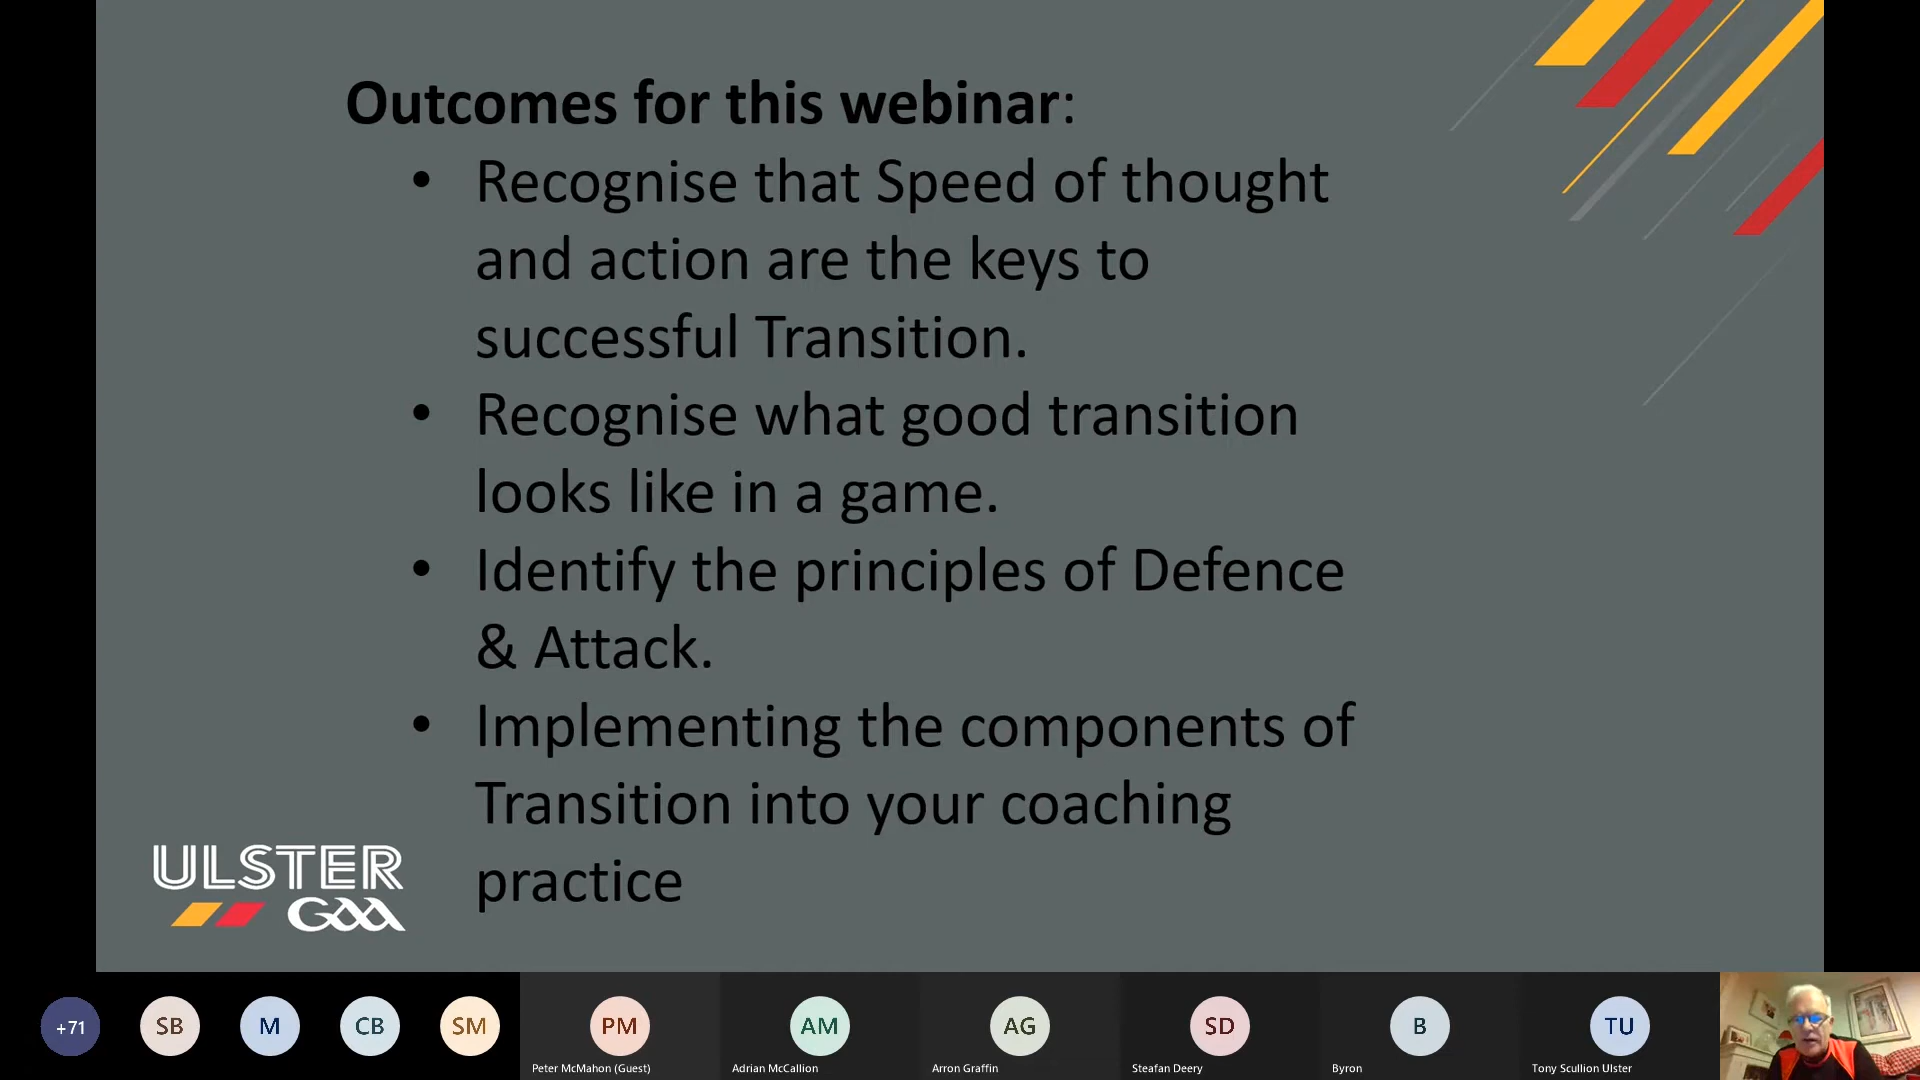 Outcomes for this webinar:
• Recognise that Speed of thought
and action are the keys to
successful Transition.
• Recognise what good transition
looks like in a game.
• Identify the principles of Defence
& Attack.
• Implementing the components of
Transition into your coaching
practice
ULSTER
GAA
+71
SB
M
CB
SM
PM
AM
AG
SD
B
TU
Peter McMahon (Guest)
Adrian McCallion
Arron Graffin
Steafan Deery
Byron
Tony Scullion Ulster